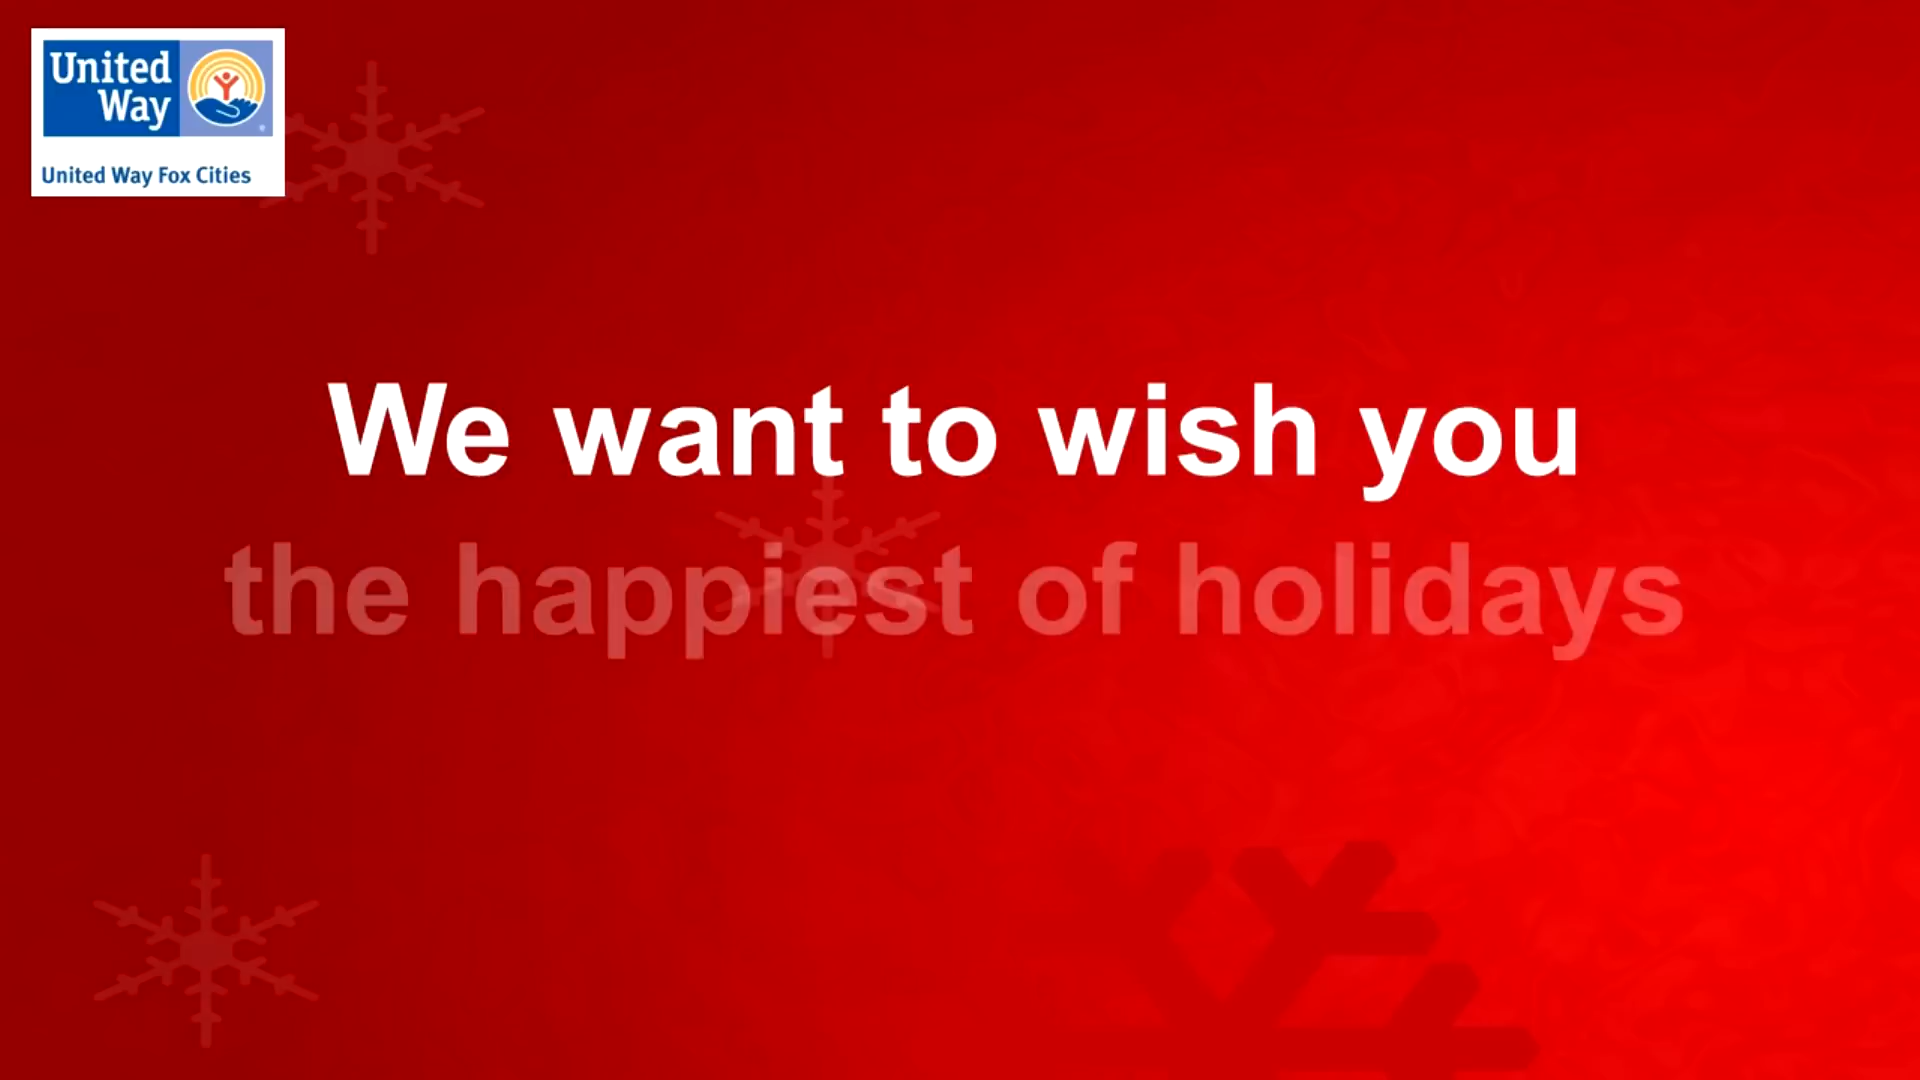 United
Way
United Way Fox Cities
We want to wish you
the happiest of holidays